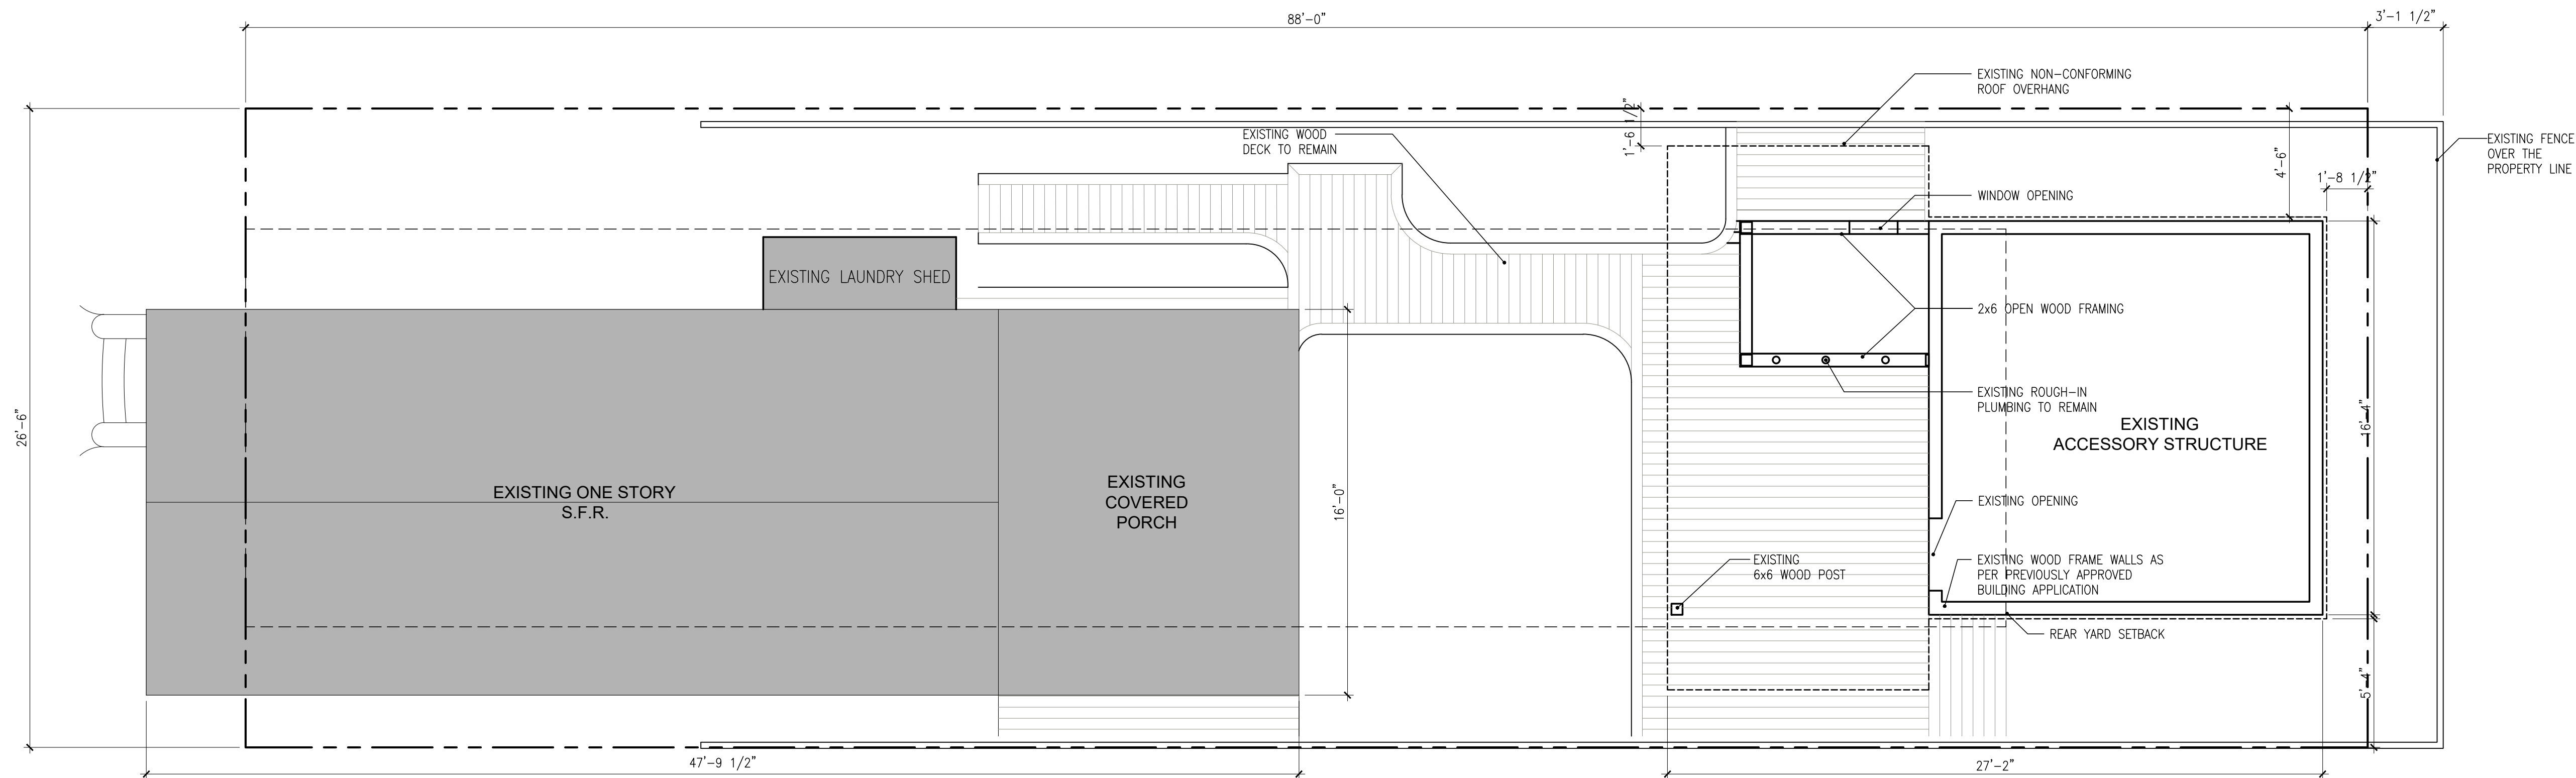 88'-0"
3'-1 1/2"
EXISTING NON-CONFORMING
ROOF OVERHANG
1'-6 1/2"
EXISTING WOOD
DECK TO REMAIN
EXISTING FENCE
OVER THE
PROPERTY LINE
4'-6"
1'-8 1/2"
WINDOW OPENING
EXISTING LAUNDRY SHED
2x6 OPEN WOOD FRAMING
EXISTING ROUGH-IN
PLUMBING TO REMAIN
26'-6"
16'-4"
EXISTING
ACCESSORY STRUCTURE
EXISTING ONE STORY
S.F.R.
EXISTING
COVERED
PORCH
16'-0"
EXISTING OPENING
EXISTING
6x6 WOOD POST
EXISTING WOOD FRAME WALLS AS
PER PREVIOUSLY APPROVED
BUILDING APPLICATION
REAR YARD SETBACK
5'-4"
47'-9 1/2"
27'-2"